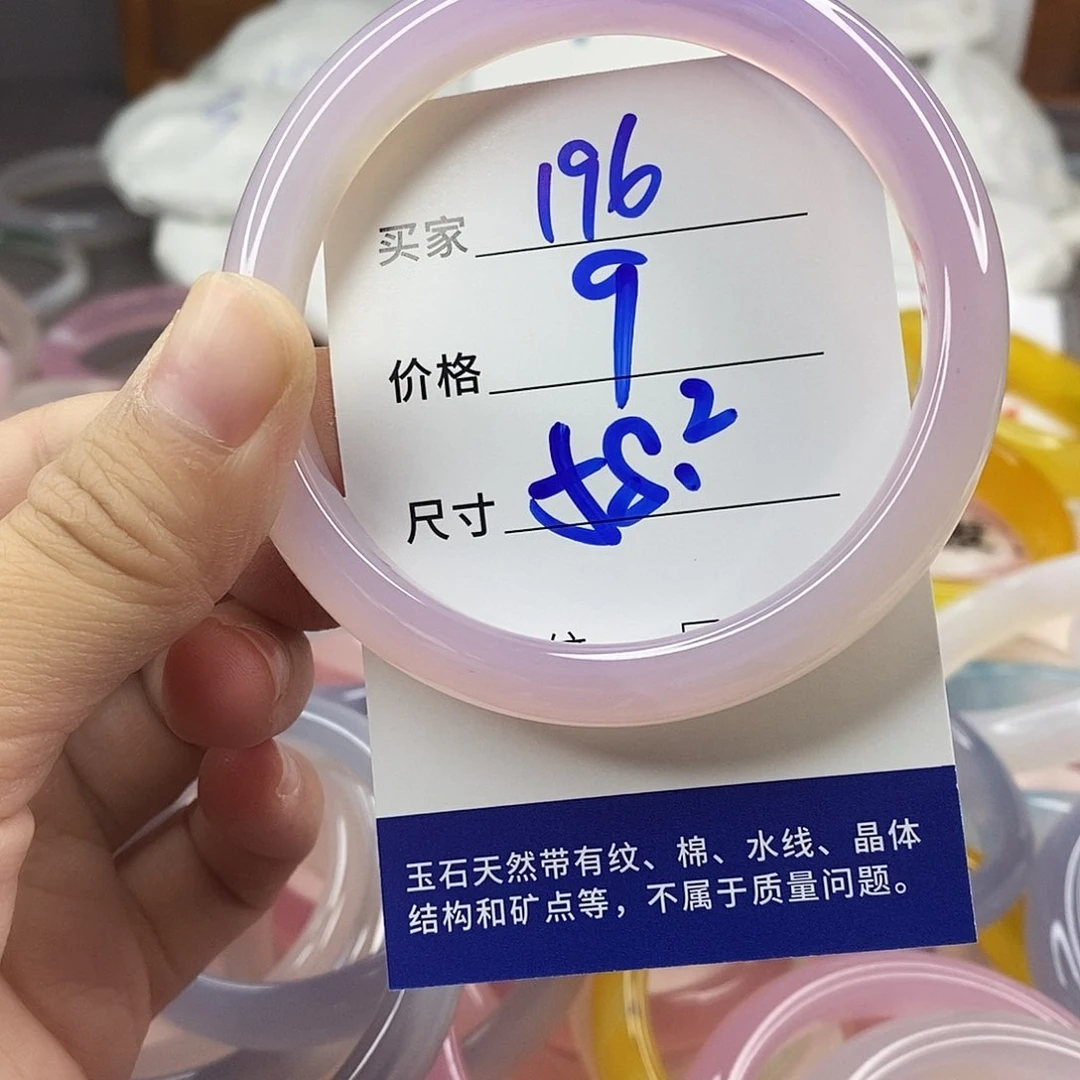 买家 196
价格 9
尺寸 58.2
玉石天然带有纹、棉、水线、晶体
结构和矿点等，不属于质量问题。